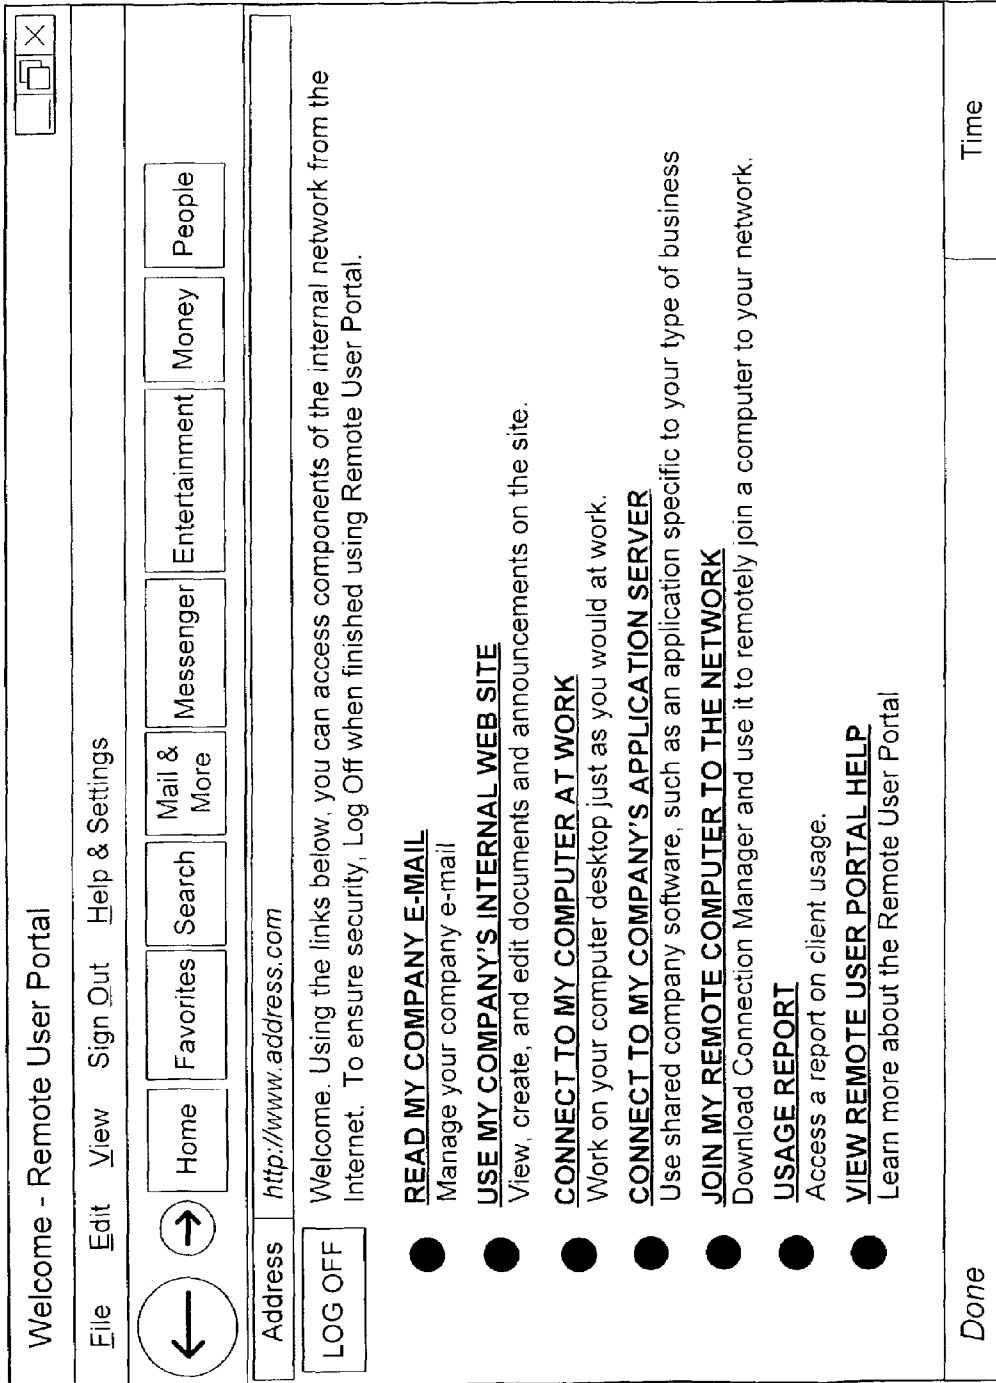 Welcome - Remote User Portal
File Edit View Sign Out Help & Settings
Home Favorites Search Mail & More Messenger Entertainment Money People
Address http://www.address.com
LOG OFF
Welcome. Using the links below, you can access components of the internal network from the
Internet. To ensure security, Log Off when finished using Remote User Portal.
READ MY COMPANY E-MAIL
Manage your company e-mail
USE MY COMPANY'S INTERNAL WEB SITE
View, create, and edit documents and announcements on the site.
CONNECT TO MY COMPUTER AT WORK
Work on your computer desktop just as you would at work.
CONNECT TO MY COMPANY'S APPLICATION SERVER
Use shared company software, such as an application specific to your type of business
JOIN MY REMOTE COMPUTER TO THE NETWORK
Download Connection Manager and use it to remotely join a computer to your network.
USAGE REPORT
Access a report on client usage.
VIEW REMOTE USER PORTAL HELP
Learn more about the Remote User Portal
Done Time